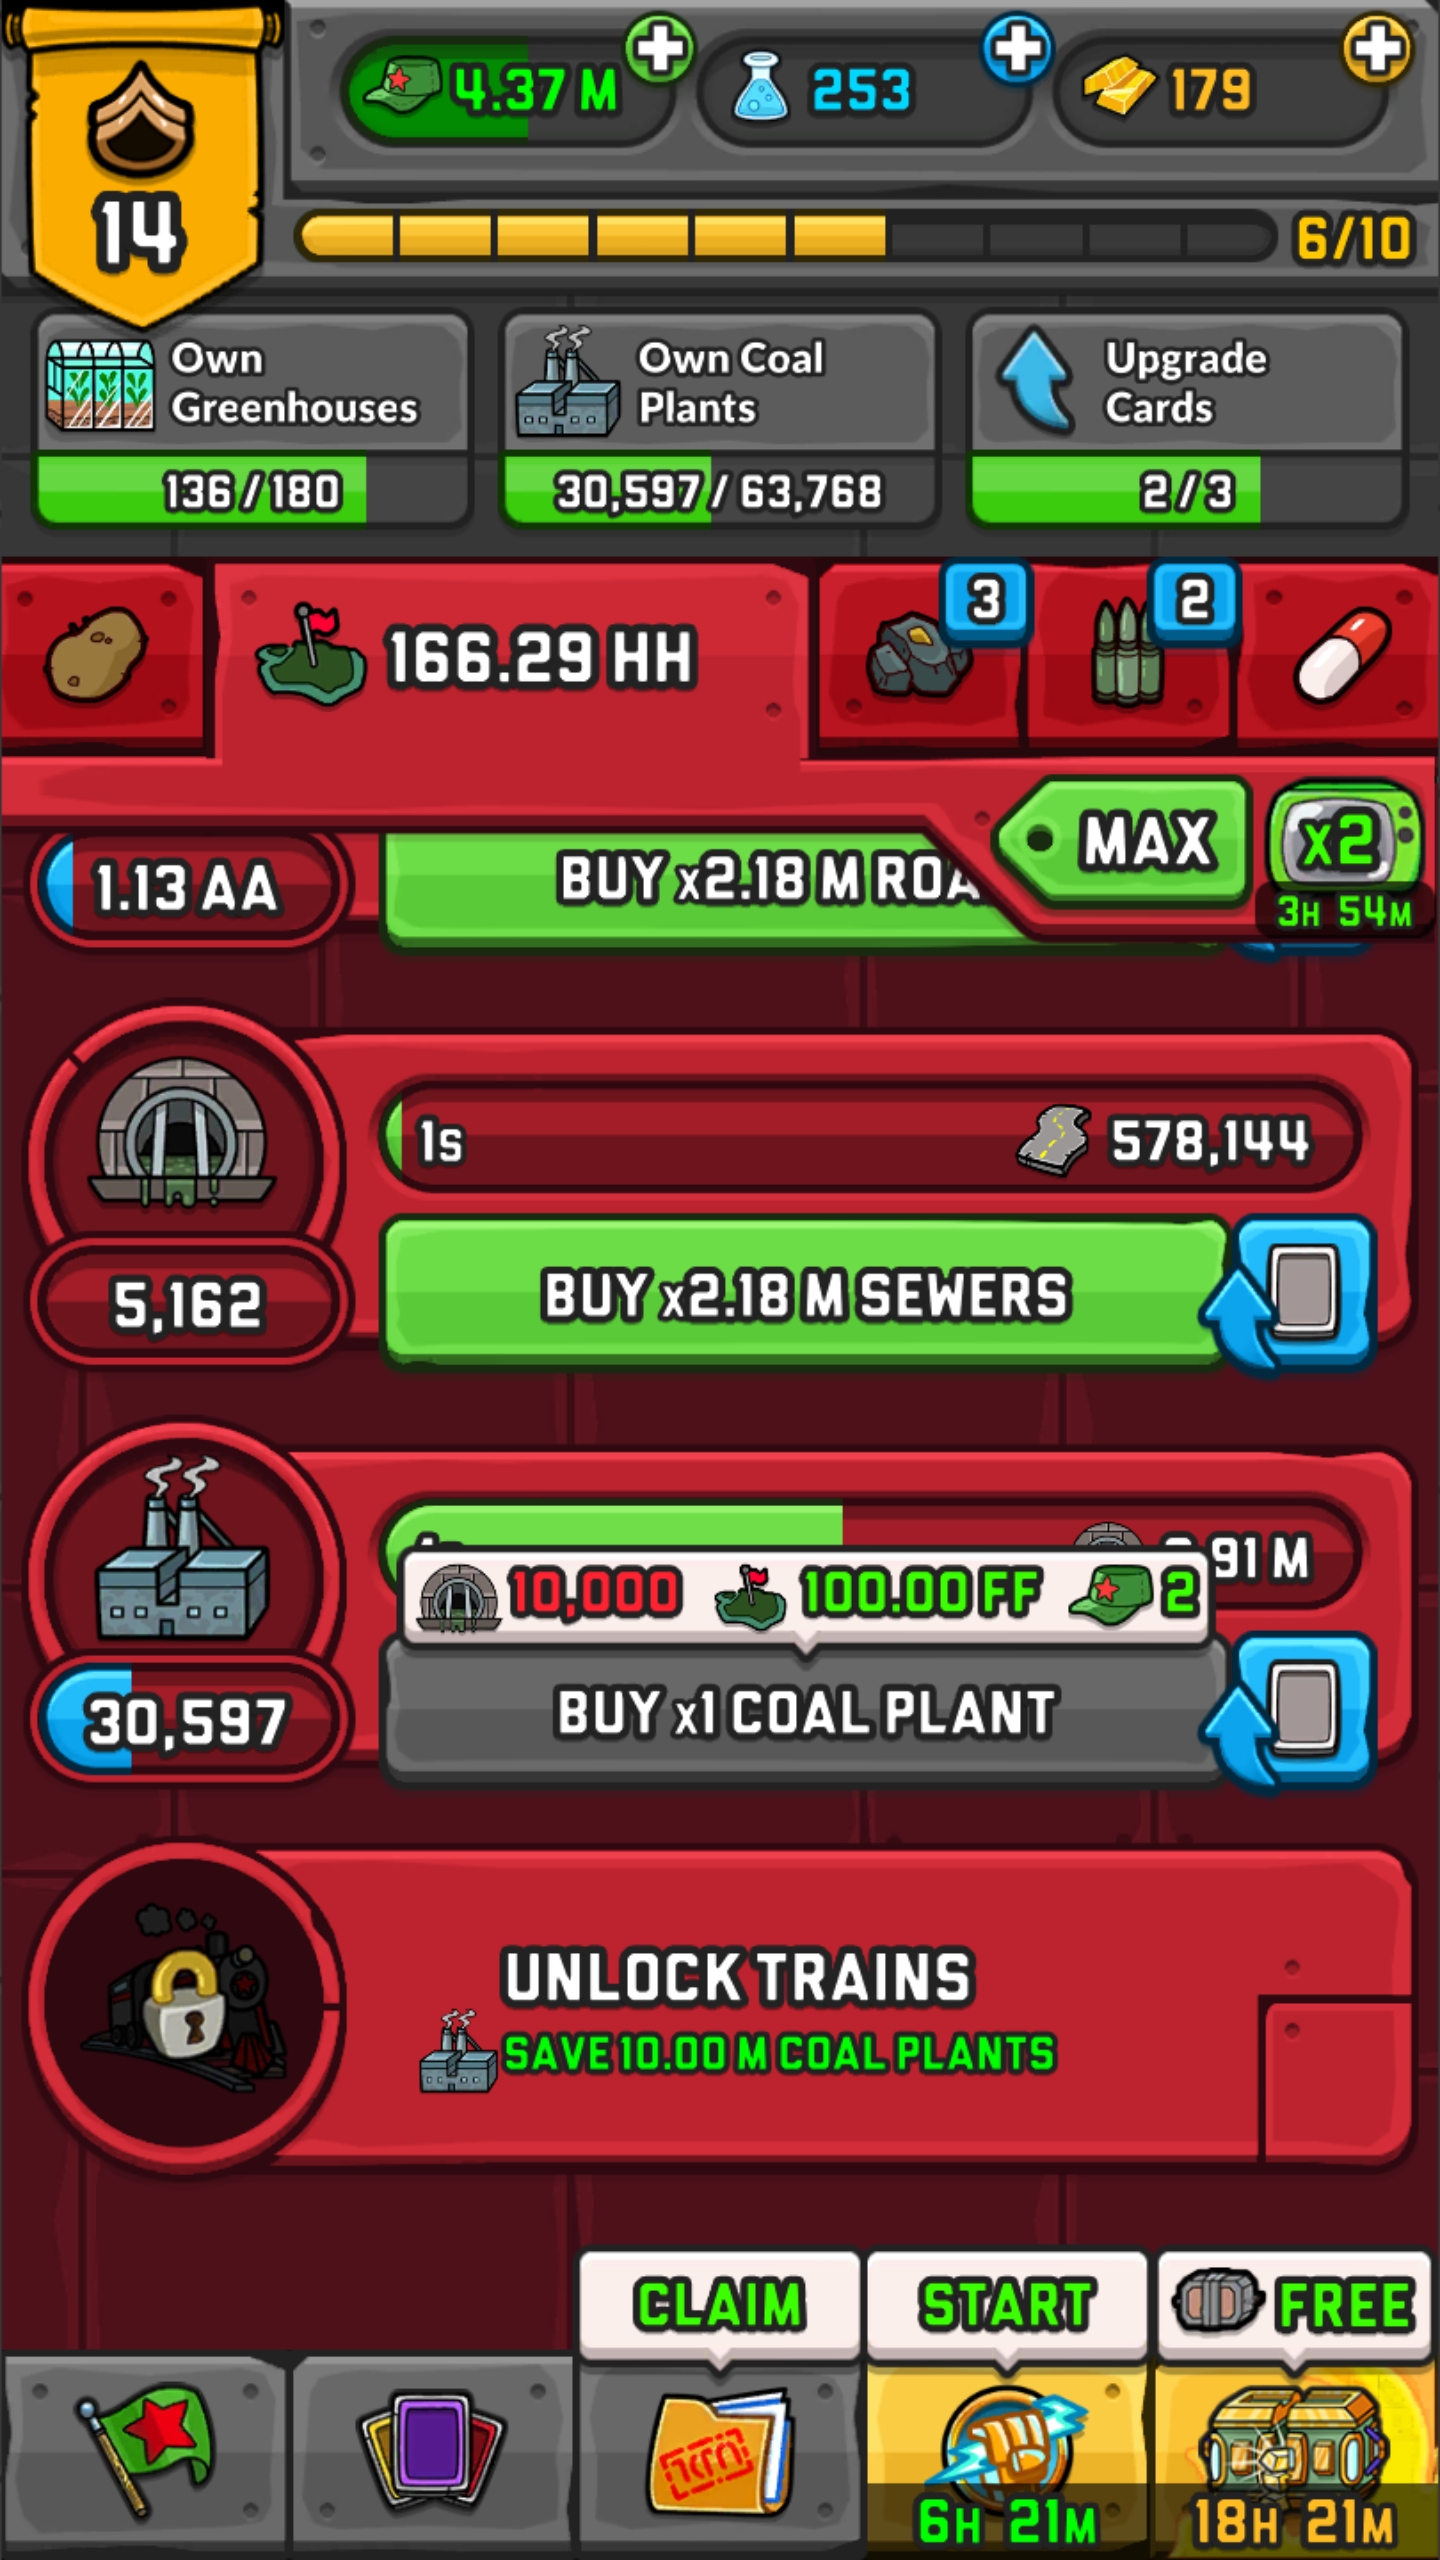 4.37 M
253
179
14
6/10
Own
Greenhouses
136 / 180
Own Coal
Plants
30,597 / 63,768
Upgrade
Cards
2 / 3
166.29 HH
3
2
MAX
x2
3H 54M
1.13 AA
BUY x2.18 M
1s
578,144
5,162
BUY x2.18 M SEWERS
91 M
10,000
100.00 FF
2
30,597
BUY x1 COAL PLANT
UNLOCK TRAINS
SAVE 10.00 M COAL PLANTS
CLAIM
START
FREE
6H 21M
18H 21M